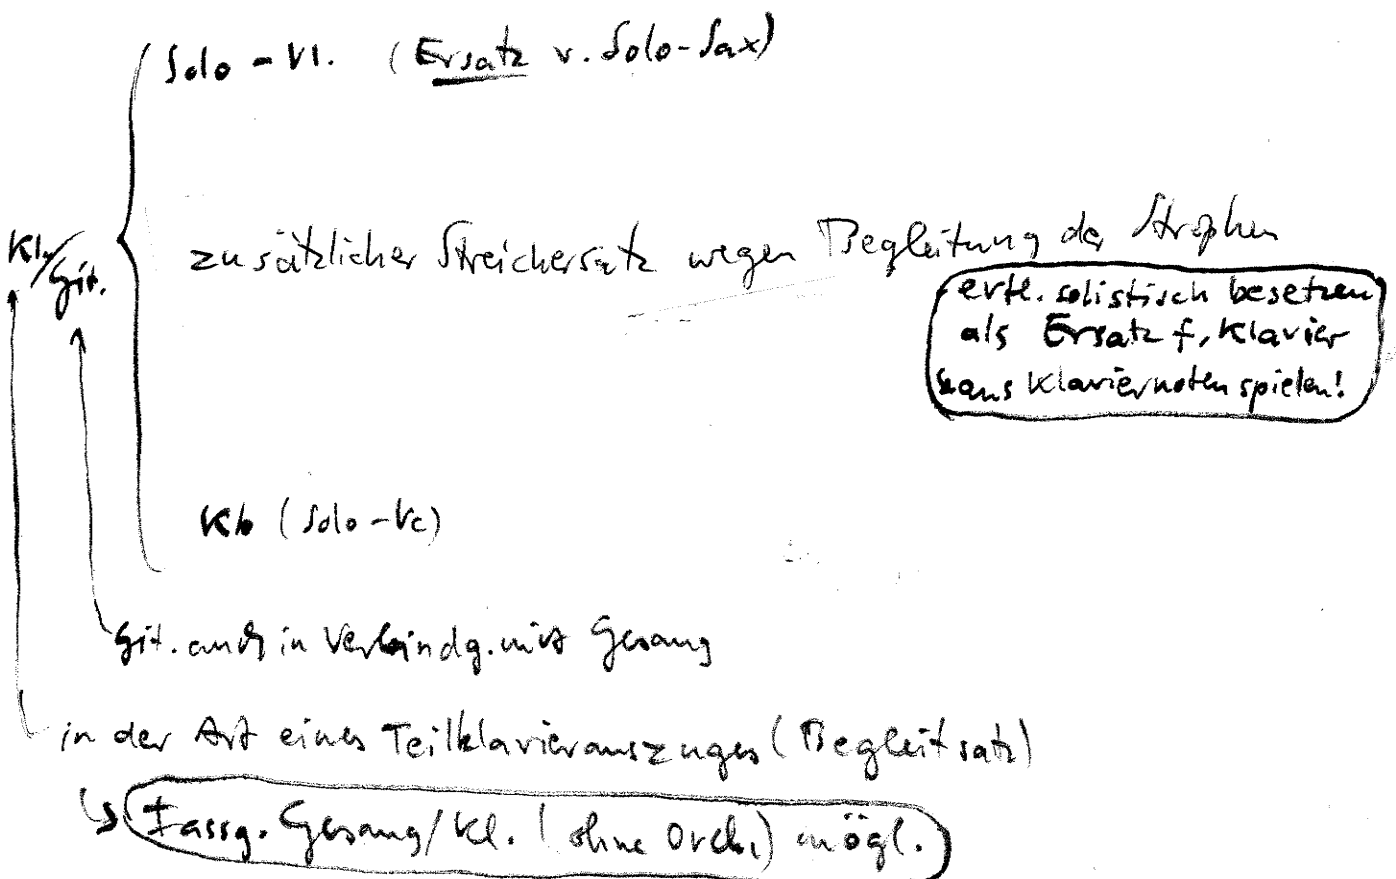 Solo - Vl. (Ersatz v. Solo-Sax)
Kl./Git.
zusätzlicher Streichersatz wegen Begleitung der Strophen
evtl. solistisch besetzen
als Ersatz f. Klavier
aus Klaviernoten spielen!
Kb (Solo-Vc)
Git. auch in Verbindg. mit Gesang
in der Art eines Teilklavierauszuges (Begleitsatz)
↳ Fassg. Gesang/Kl. (ohne Orch.) mögl.